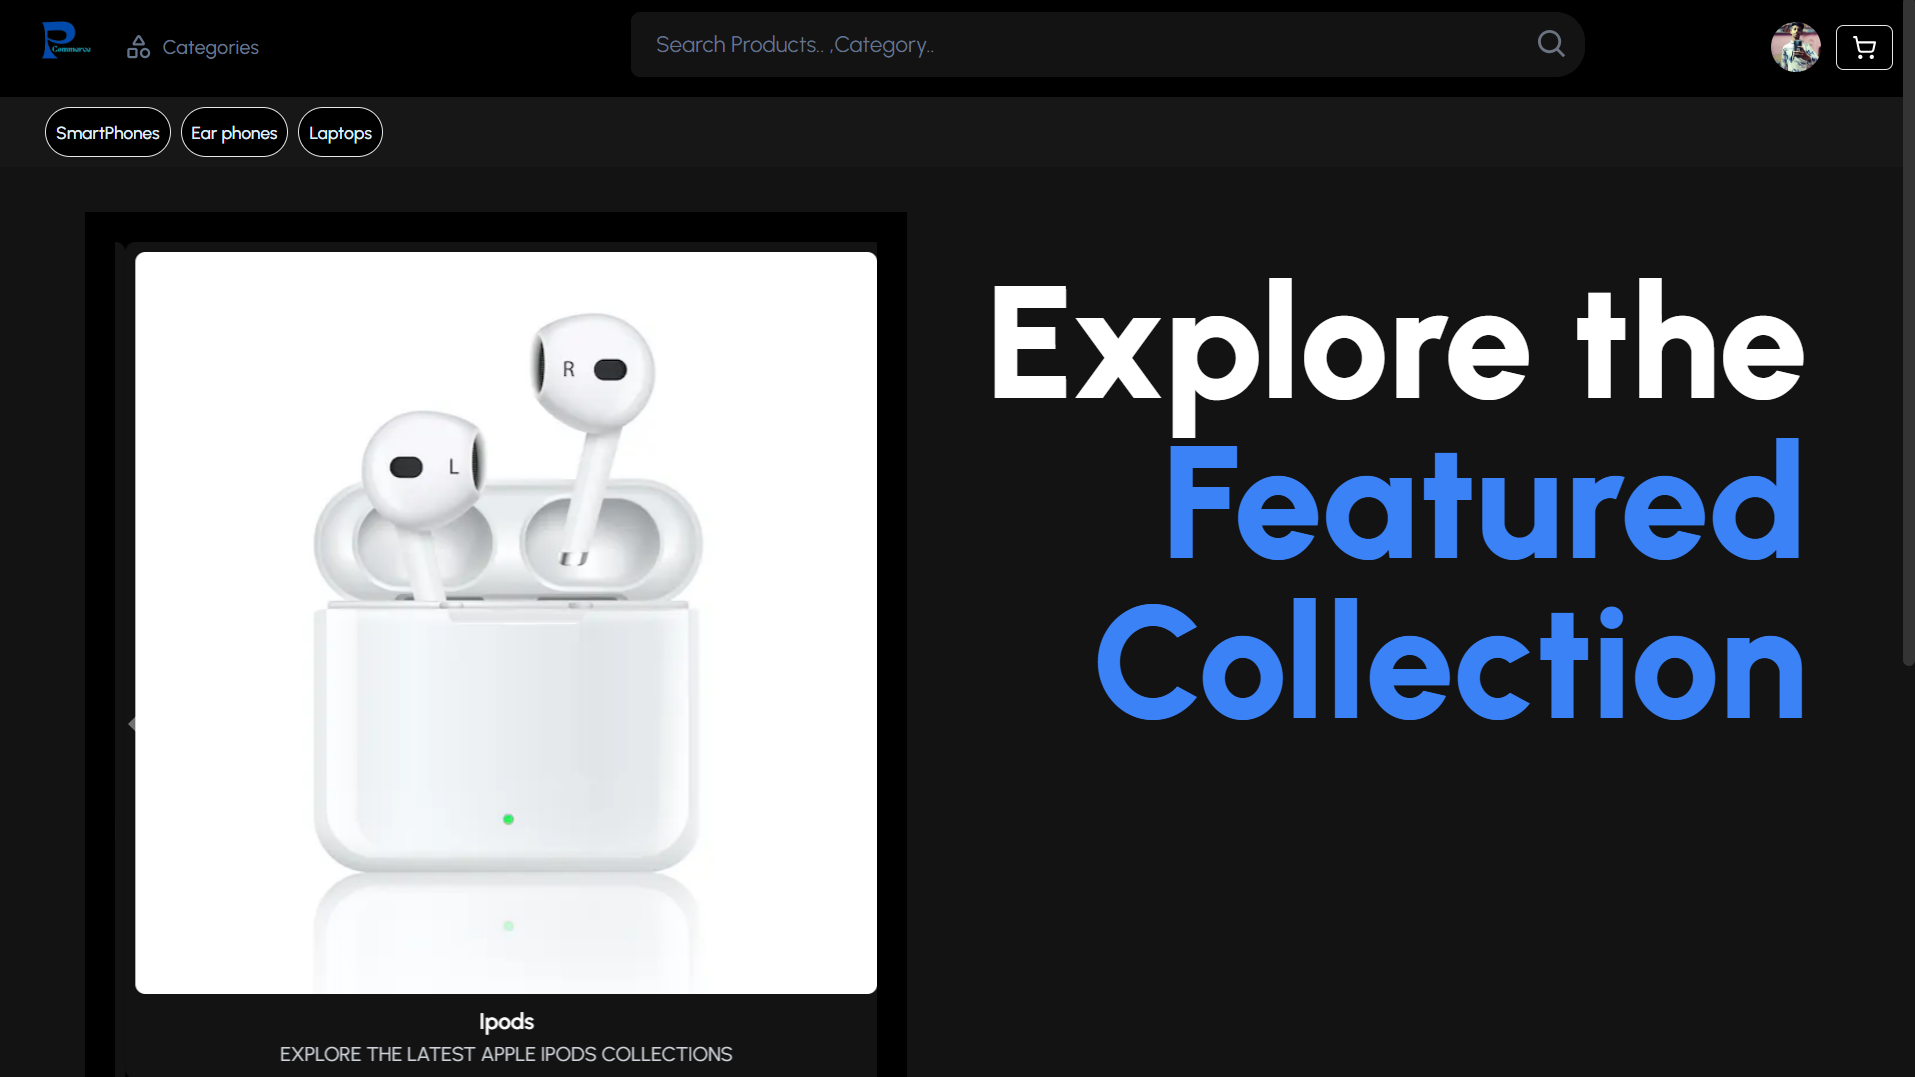 Commerce
Categories
Search Products.. ,Category..
SmartPhones
Ear phones
Laptops
R
L
Explore the
Featured
Collection
Ipods
EXPLORE THE LATEST APPLE IPODS COLLECTIONS